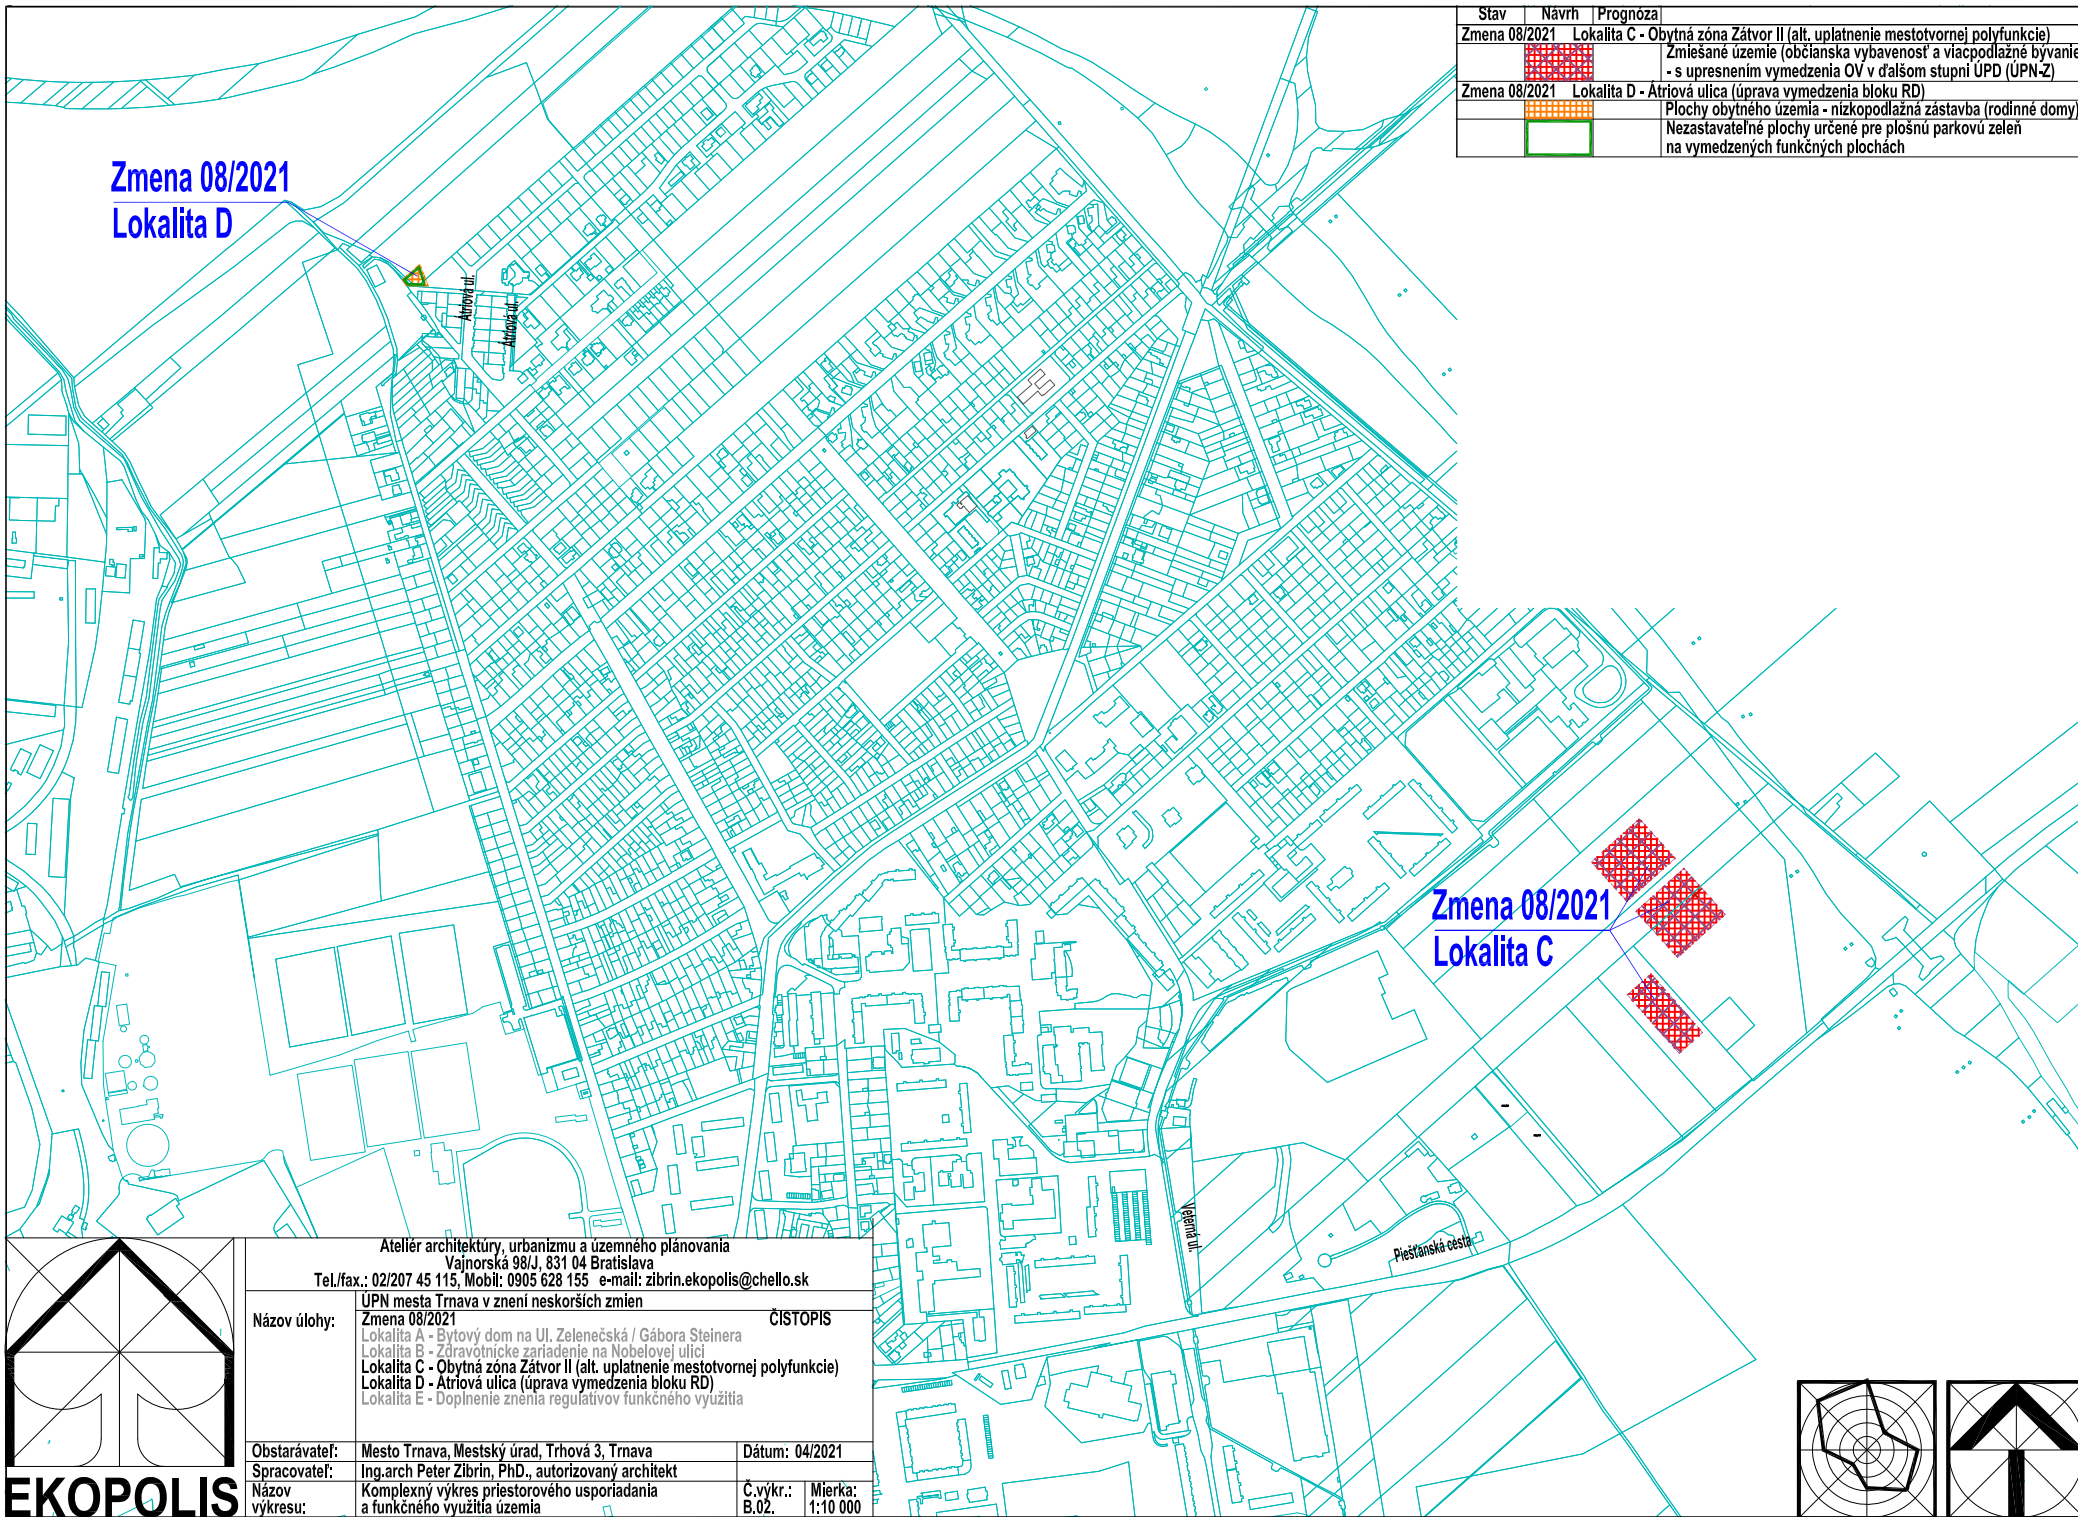 Stav Návrh Prognóza
Zmena 08/2021 Lokalita C - Obytná zóna Zátvor II (alt. uplatnenie mestotvornej polyfunkcie)
Zmiešané územie (občianska vybavenosť a viacpodlažné bývanie
- s upresnením vymedzenia OV v ďalšom stupni ÚPD (ÚPN-Z)
Zmena 08/2021 Lokalita D - Átriová ulica (úprava vymedzenia bloku RD)
Plochy obytného územia - nízkopodlažná zástavba (rodinné domy)
Nezastavateľné plochy určené pre plošnú parkovú zeleň
na vymedzených funkčných plochách
Zmena 08/2021
Lokalita D
Átriová ul.
Átriová ul.
Zmena 08/2021
Lokalita C
Veterná ul.
Piešťanská cesta
Ateliér architektúry, urbanizmu a územného plánovania
Vajnorská 98/J, 831 04 Bratislava
Tel./fax.: 02/207 45 115, Mobil: 0905 628 155 e-mail: zibrin.ekopolis@chello.sk
Názov úlohy:
ÚPN mesta Trnava v znení neskorších zmien
Zmena 08/2021 ČISTOPIS
Lokalita A - Bytový dom na Ul. Zelenečská / Gábora Steinera
Lokalita B - Zdravotnícke zariadenie na Nobelovej ulici
Lokalita C - Obytná zóna Zátvor II (alt. uplatnenie mestotvornej polyfunkcie)
Lokalita D - Átriová ulica (úprava vymedzenia bloku RD)
Lokalita E - Doplnenie znenia regulatívov funkčného využitia
Obstarávateľ: Mesto Trnava, Mestský úrad, Trhová 3, Trnava Dátum: 04/2021
Spracovateľ: Ing.arch Peter Zibrin, PhD., autorizovaný architekt
Názov výkresu: Komplexný výkres priestorového usporiadania
a funkčného využitia územia
Č.výkr.: B.02.
Mierka: 1:10 000
EKOPOLIS